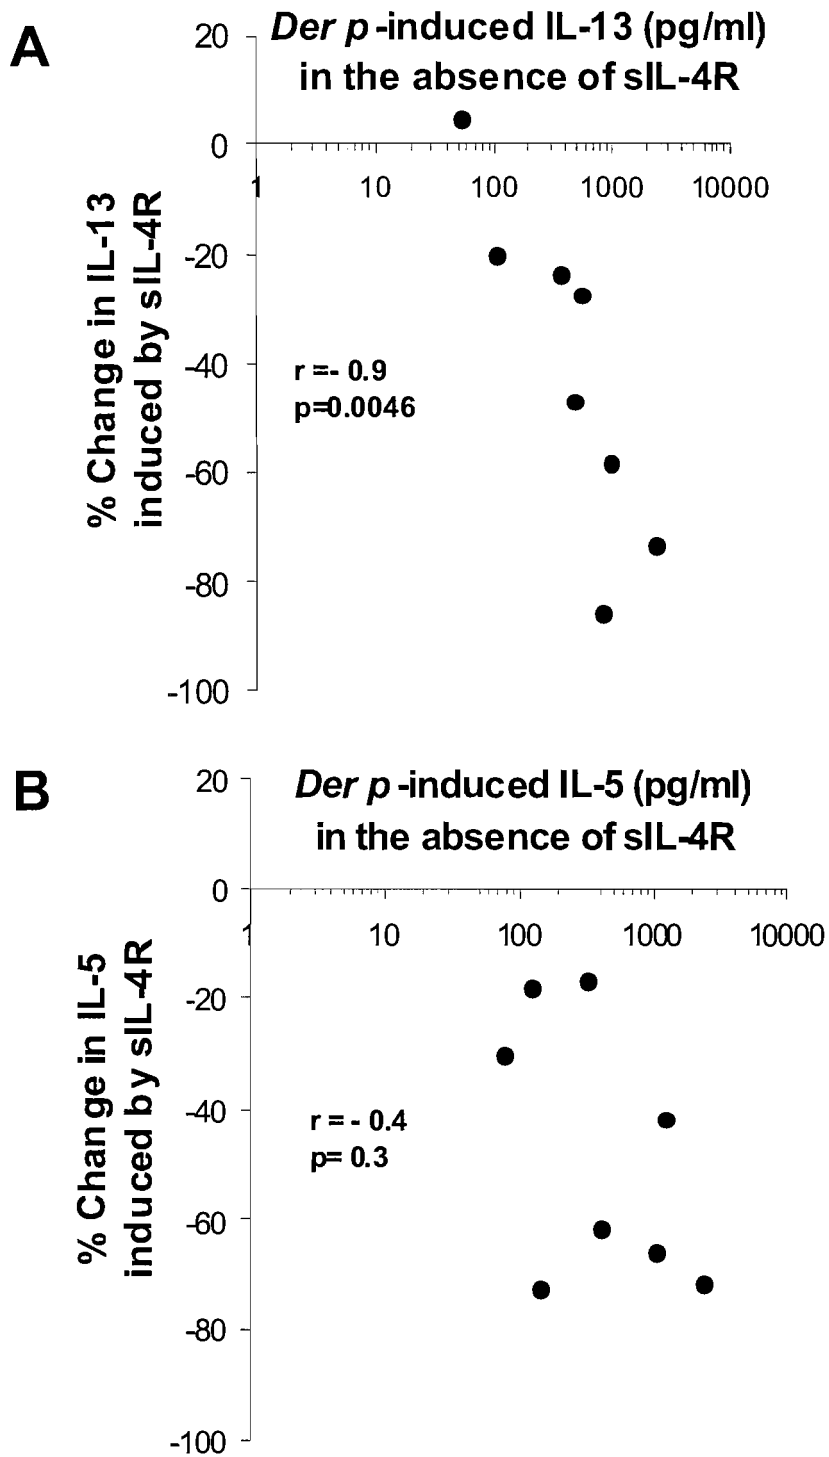 A
Der p-induced IL-13 (pg/ml)
in the absence of sIL-4R
20
0
1 10 100 1000 10000
-20
-40
-60
-80
-100
% Change in IL-13
induced by sIL-4R
r =- 0.9
p=0.0046
B
Der p-induced IL-5 (pg/ml)
in the absence of sIL-4R
20
0
1 10 100 1000 10000
-20
-40
-60
-80
-100
% Change in IL-5
induced by sIL-4R
r = - 0.4
p= 0.3